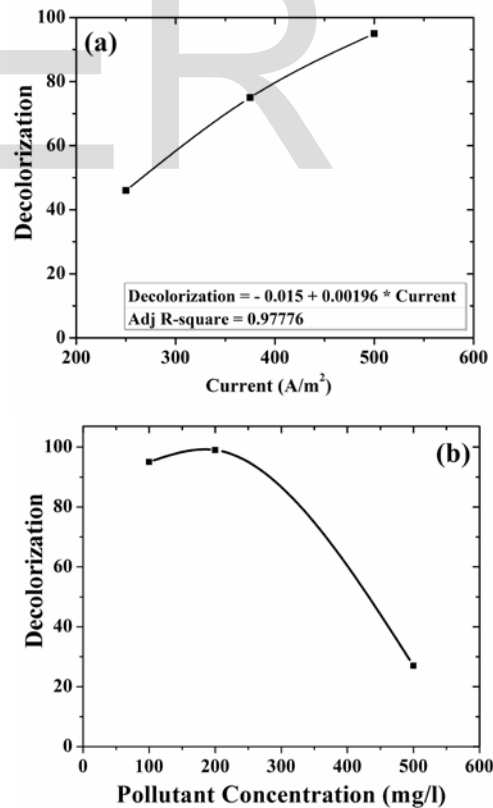 ER
(a)
100
80
60
40
20
0
Decolorization
Decolorization = - 0.015 + 0.00196 * Current
Adj R-square = 0.97776
200 300 400 500 600
Current (A/m²)
(b)
100
80
60
40
20
0
Decolorization
0 100 200 300 400 500 600
Pollutant Concentration (mg/l)